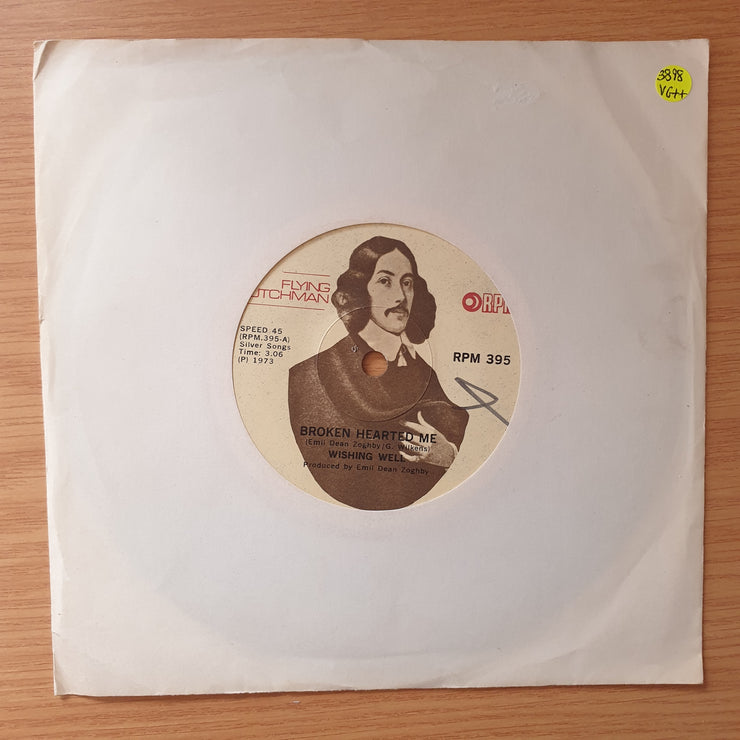 3898
VG++
FLYING
UTCHMAN
RPM
SPEED 45
(RPM.395-A)
Silver Songs
Time: 3.06
(P) 1973
RPM 395
BROKEN HEARTED ME
(Emil Dean Zoghby/G. Wilkens)
WISHING WELL
Produced by Emil Dean Zoghby